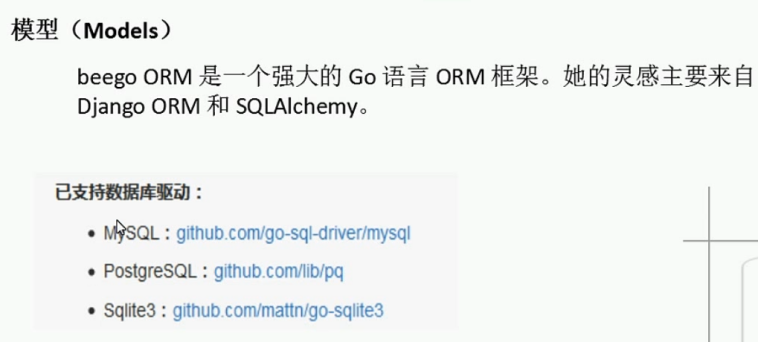 模型（Models）
beego ORM 是一个强大的 Go 语言 ORM 框架。她的灵感主要来自
Django ORM 和 SQLAlchemy。
已支持数据库驱动：
• MySQL：github.com/go-sql-driver/mysql
• PostgreSQL：github.com/lib/pq
• Sqlite3：github.com/mattn/go-sqlite3